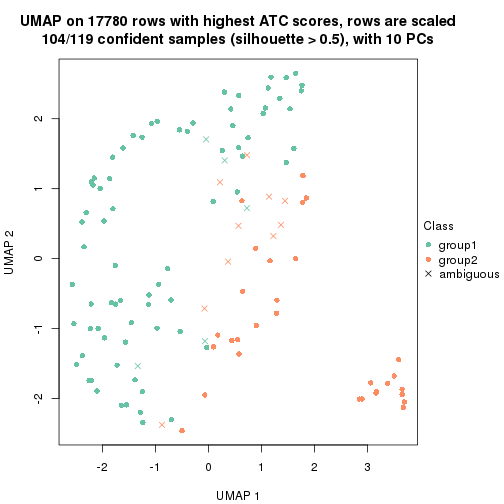 UMAP on 17780 rows with highest ATC scores, rows are scaled
104/119 confident samples (silhouette > 0.5), with 10 PCs
2
1
0
-1
-2
UMAP 2
-2
-1
0
1
2
3
UMAP 1
Class
group1
group2
ambiguous